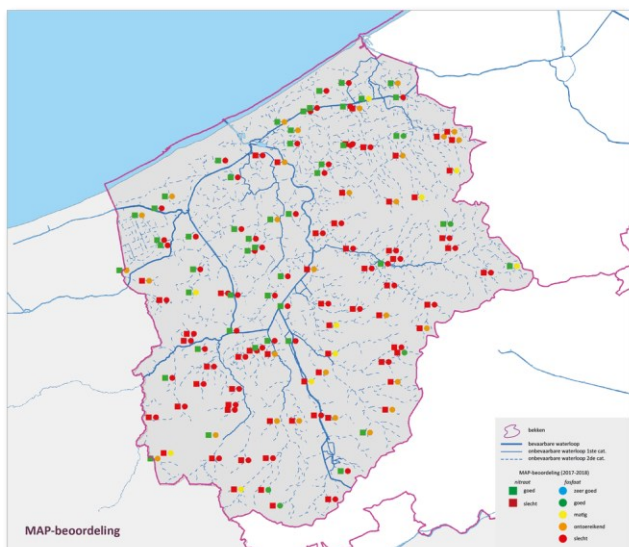 MAP-beoordeling
bekken
bevaarbare waterloop
onbevaarbare waterloop 1ste cat.
onbevaarbare waterloop 2de cat.
MAP-beoordeling (2017-2018)
nitraat fosfaat
goed zeer goed
slecht goed
matig
ontoereikend
slecht